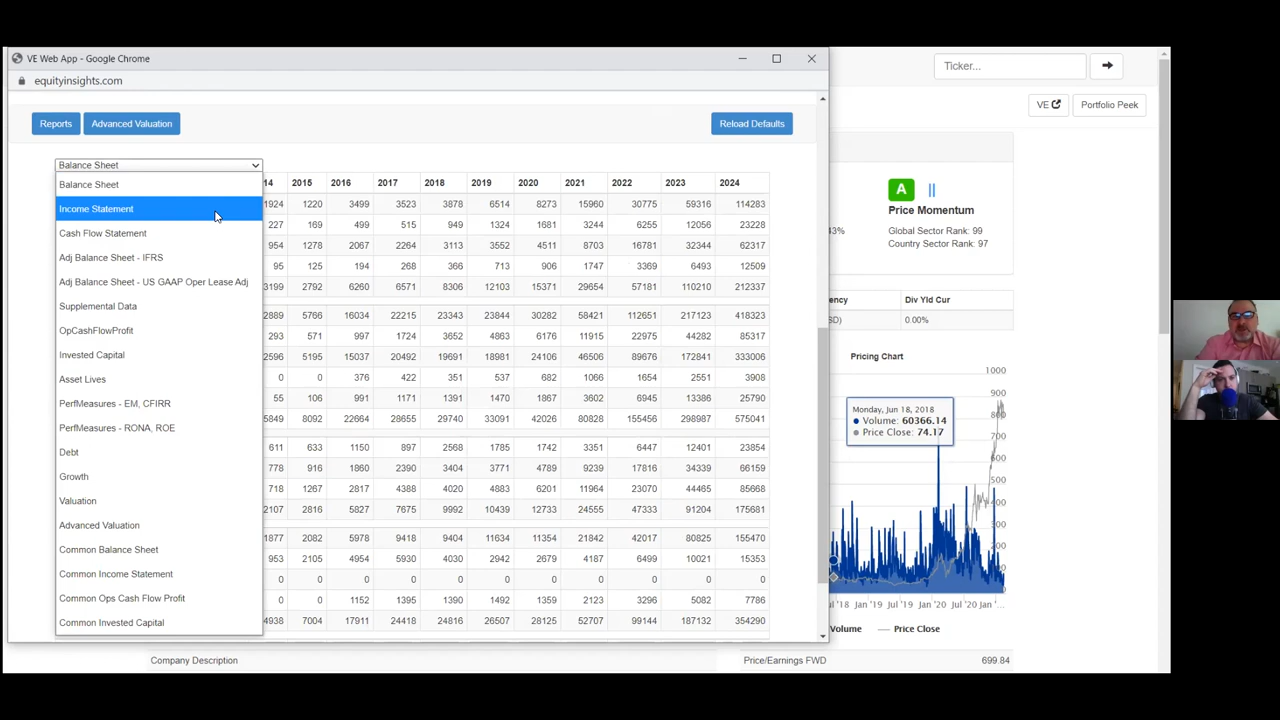 VE Web App - Google Chrome
equityinsights.com
Ticker...
VE
Portfolio Peek
Reports
Advanced Valuation
Reload Defaults
Balance Sheet
Balance Sheet
Income Statement
Cash Flow Statement
Adj Balance Sheet - IFRS
Adj Balance Sheet - US GAAP Oper Lease Adj
Supplemental Data
OpCashFlowProfit
Invested Capital
Asset Lives
PerfMeasures - EM, CFIRR
PerfMeasures - RONA, ROE
Debt
Growth
Valuation
Advanced Valuation
Common Balance Sheet
Common Income Statement
Common Ops Cash Flow Profit
Common Invested Capital
14 2015 2016 2017 2018 2019 2020 2021 2022 2023 2024
1924 1220 3499 3523 3878 6514 8273 15960 30775 59316 114283
227 169 499 515 949 1324 1681 3244 6255 12056 23228
954 1278 2067 2264 3113 3552 4511 8703 16781 32344 62317
95 125 194 268 366 713 906 1747 3369 6493 12509
3199 2792 6260 6571 8306 12103 15371 29654 57181 110210 212337
2889 5766 16034 22215 23343 23844 30282 58421 112651 217123 418323
293 571 997 1724 3652 4863 6176 11915 22975 44282 85317
2596 5195 15037 20492 19691 18981 24106 46506 89676 172841 333006
0 0 376 422 351 537 682 1066 1654 2551 3908
55 106 991 1171 1391 1470 1867 3602 6945 13386 25790
5849 8092 22664 28655 29740 33091 42026 80828 155456 298987 575041
611 633 1150 897 2568 1785 1742 3351 6447 12401 23854
778 916 1860 2390 3404 3771 4789 9239 17816 34339 66159
718 1267 2817 4388 4020 4883 6201 11964 23070 44465 85668
2107 2816 5827 7675 9992 10439 12733 24555 47333 91204 175681
1877 2082 5978 9418 9404 11634 11354 21842 42017 80825 155470
953 2105 4954 5930 4030 2942 2679 4187 6499 10021 15353
0 0 0 0 0 0 0 0 0 0 0
0 0 1152 1395 1390 1492 1359 2123 3296 5082 7786
4938 7004 17911 24418 24816 26507 28125 52707 99144 187132 354290
A
Price Momentum
43%
Global Sector Rank: 99
Country Sector Rank: 97
ency
Div Yld Cur
SD)
0.00%
Pricing Chart
1000
900
800
700
600
500
400
300
200
100
0
Monday, Jun 18, 2018
Volume: 60366.14
Price Close: 74.17
ul '18 Jan '19 Jul '19 Jan '20 Jul '20 Jan '...
Volume
Price Close
Company Description
Price/Earnings FWD
699.84